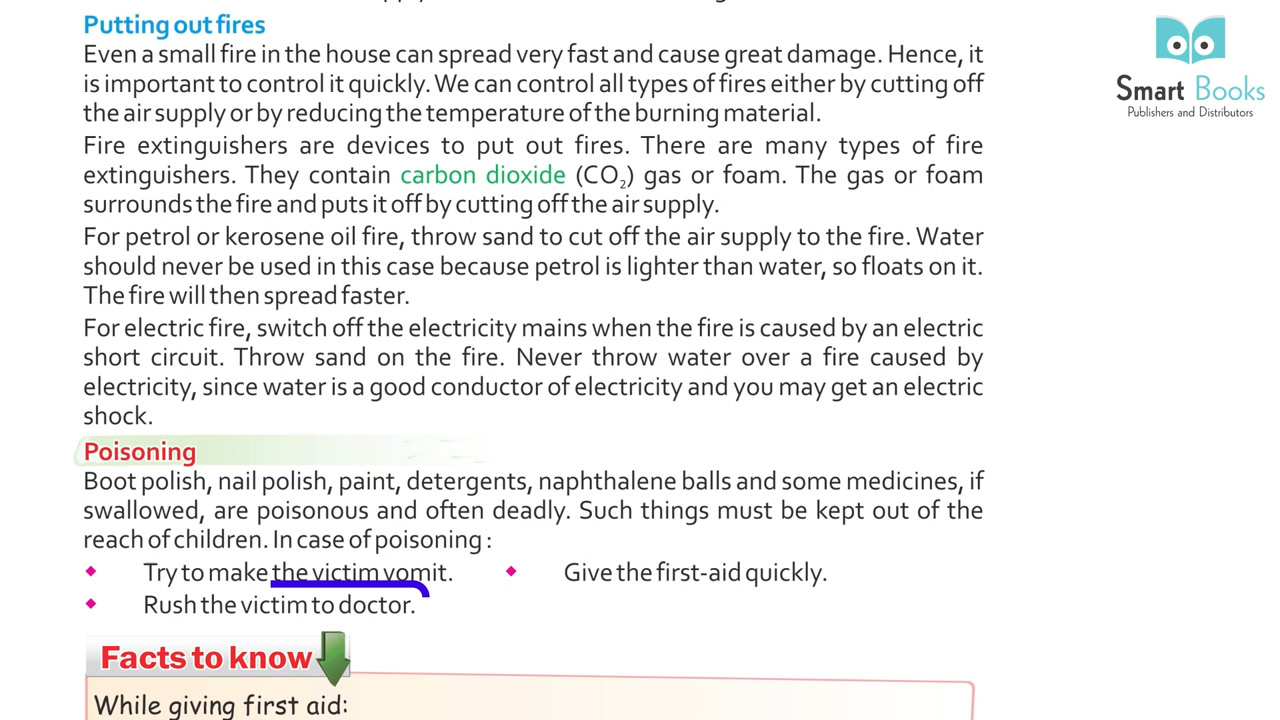 Putting out fires
Even a small fire in the house can spread very fast and cause great damage. Hence, it
is important to control it quickly. We can control all types of fires either by cutting off
the air supply or by reducing the temperature of the burning material.
Fire extinguishers are devices to put out fires. There are many types of fire
extinguishers. They contain carbon dioxide (CO₂) gas or foam. The gas or foam
surrounds the fire and puts it off by cutting off the air supply.
For petrol or kerosene oil fire, throw sand to cut off the air supply to the fire. Water
should never be used in this case because petrol is lighter than water, so floats on it.
The fire will then spread faster.
For electric fire, switch off the electricity mains when the fire is caused by an electric
short circuit. Throw sand on the fire. Never throw water over a fire caused by
electricity, since water is a good conductor of electricity and you may get an electric
shock.
Poisoning
Boot polish, nail polish, paint, detergents, naphthalene balls and some medicines, if
swallowed, are poisonous and often deadly. Such things must be kept out of the
reach of children. In case of poisoning :
Try to make the victim vomit.
Give the first-aid quickly.
Rush the victim to doctor.
Facts to know
While giving first aid:
Smart Books
Publishers and Distributors